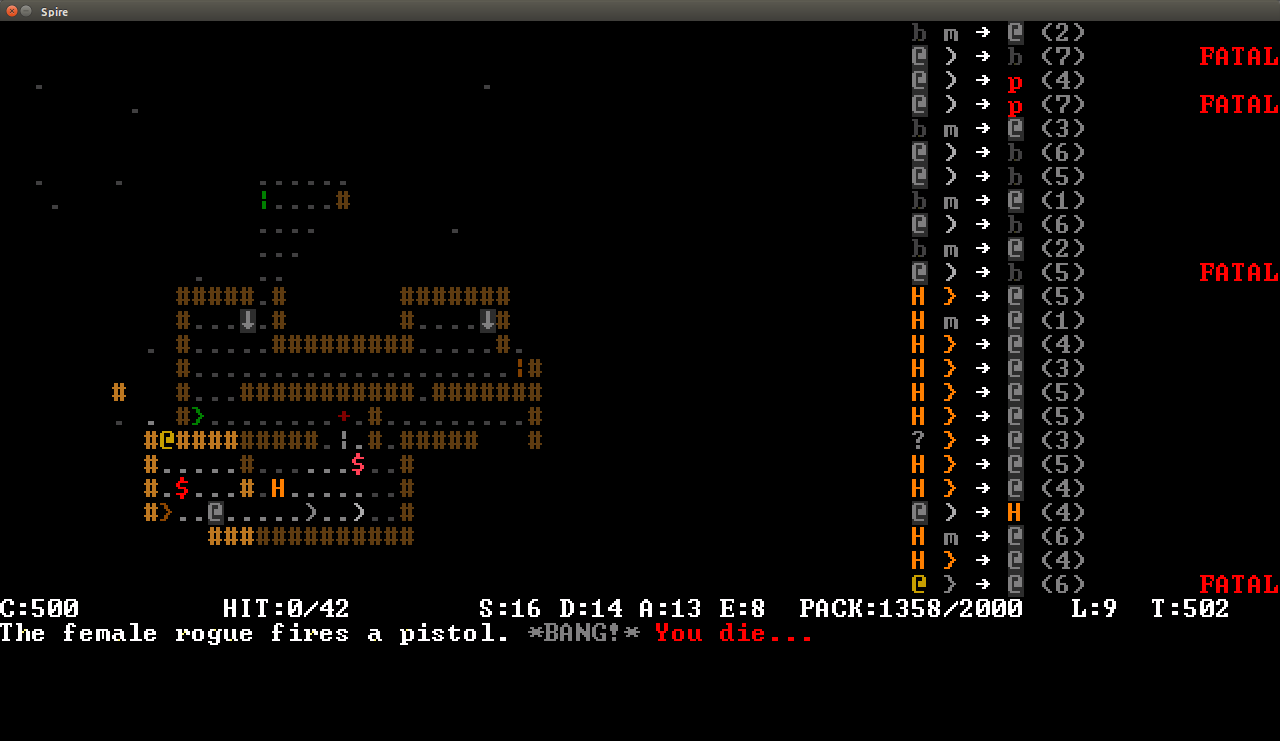 Spire
b m → @ (2)
@ ) → b (7) FATAL
@ ) → p (4)
@ ) → p (7) FATAL
b m → @ (3)
@ ) → b (6)
@ ) → b (5)
b m → @ (1)
@ ) → b (6)
b m → @ (2)
@ ) → b (5) FATAL
H } → @ (5)
H m → @ (1)
H } → @ (4)
H } → @ (3)
H } → @ (5)
H } → @ (5)
? } → @ (3)
H } → @ (5)
H } → @ (4)
@ ) → H (4)
H m → @ (6)
H } → @ (4)
@ } → @ (6) FATAL
C:500 HIT:0/42 S:16 D:14 A:13 E:8 PACK:1358/2000 L:9 T:502
The female rogue fires a pistol. *BANG!* You die...